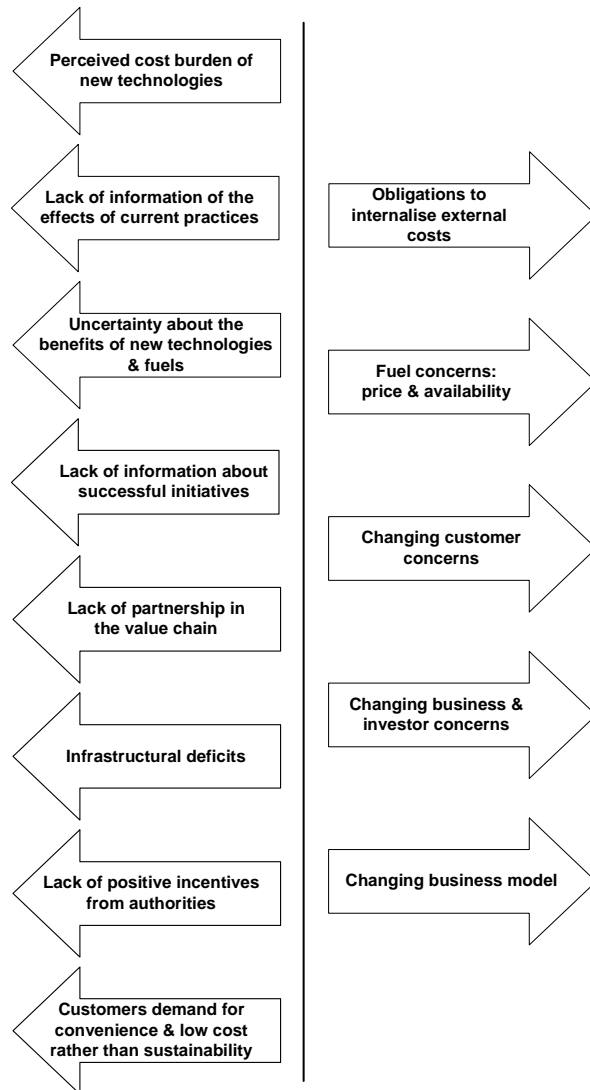 Perceived cost burden of
new technologies
Lack of information of the
effects of current practices
Uncertainty about the
benefits of new technologies
& fuels
Lack of information about
successful initiatives
Lack of partnership in
the value chain
Infrastructural deficits
Lack of positive incentives
from authorities
Customers demand for
convenience & low cost
rather than sustainability
Obligations to
internalise external
costs
Fuel concerns:
price & availability
Changing customer
concerns
Changing business &
investor concerns
Changing business model